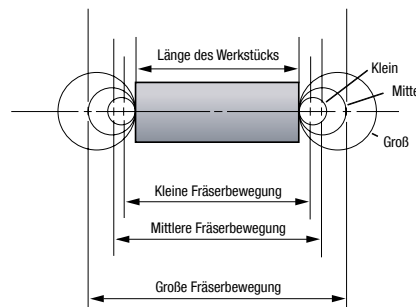 Länge des Werkstücks
Klein
Mitte
Groß
Kleine Fräserbewegung
Mittlere Fräserbewegung
Große Fräserbewegung